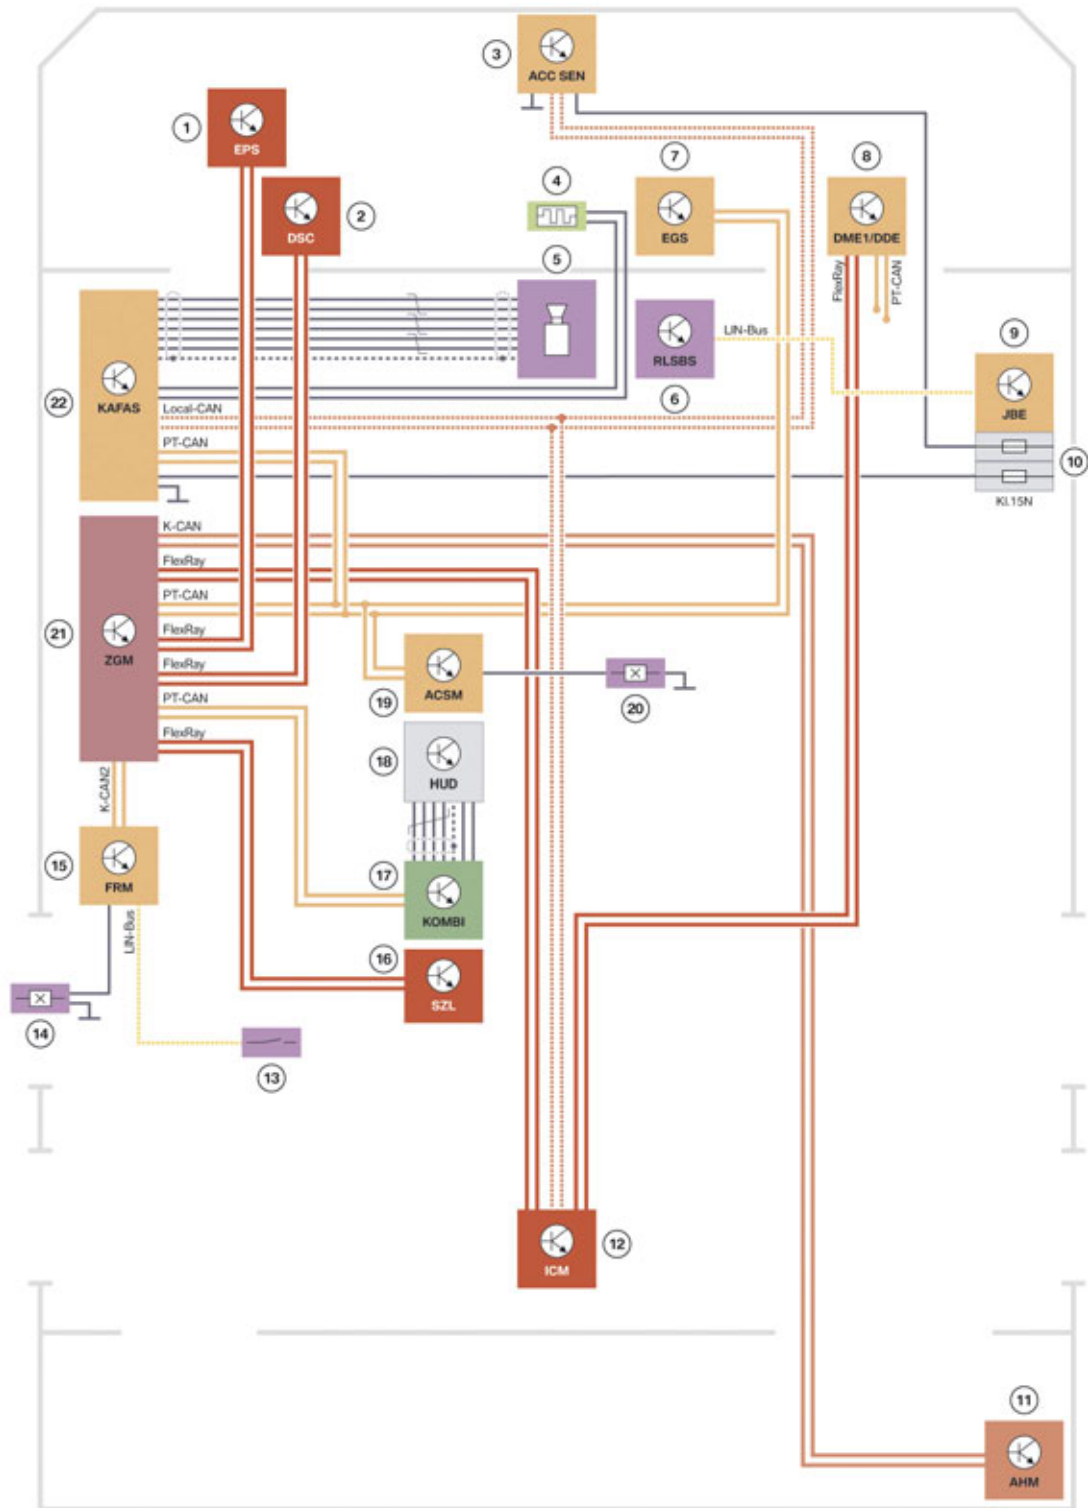 3
ACC SEN
1
EPS
2
DSC
4
7
EGS
8
DME1/DDE
FlexRay
PT-CAN
5
6
RLSBS
LIN-Bus
9
JBE
10
Kl.15N
22
KAFAS
Local-CAN
PT-CAN
21
ZGM
K-CAN
FlexRay
PT-CAN
FlexRay
FlexRay
PT-CAN
FlexRay
K-CAN2
19
ACSM
20
18
HUD
17
KOMBI
16
SZL
15
FRM
LIN-Bus
14
13
ICM
12
11
AHM